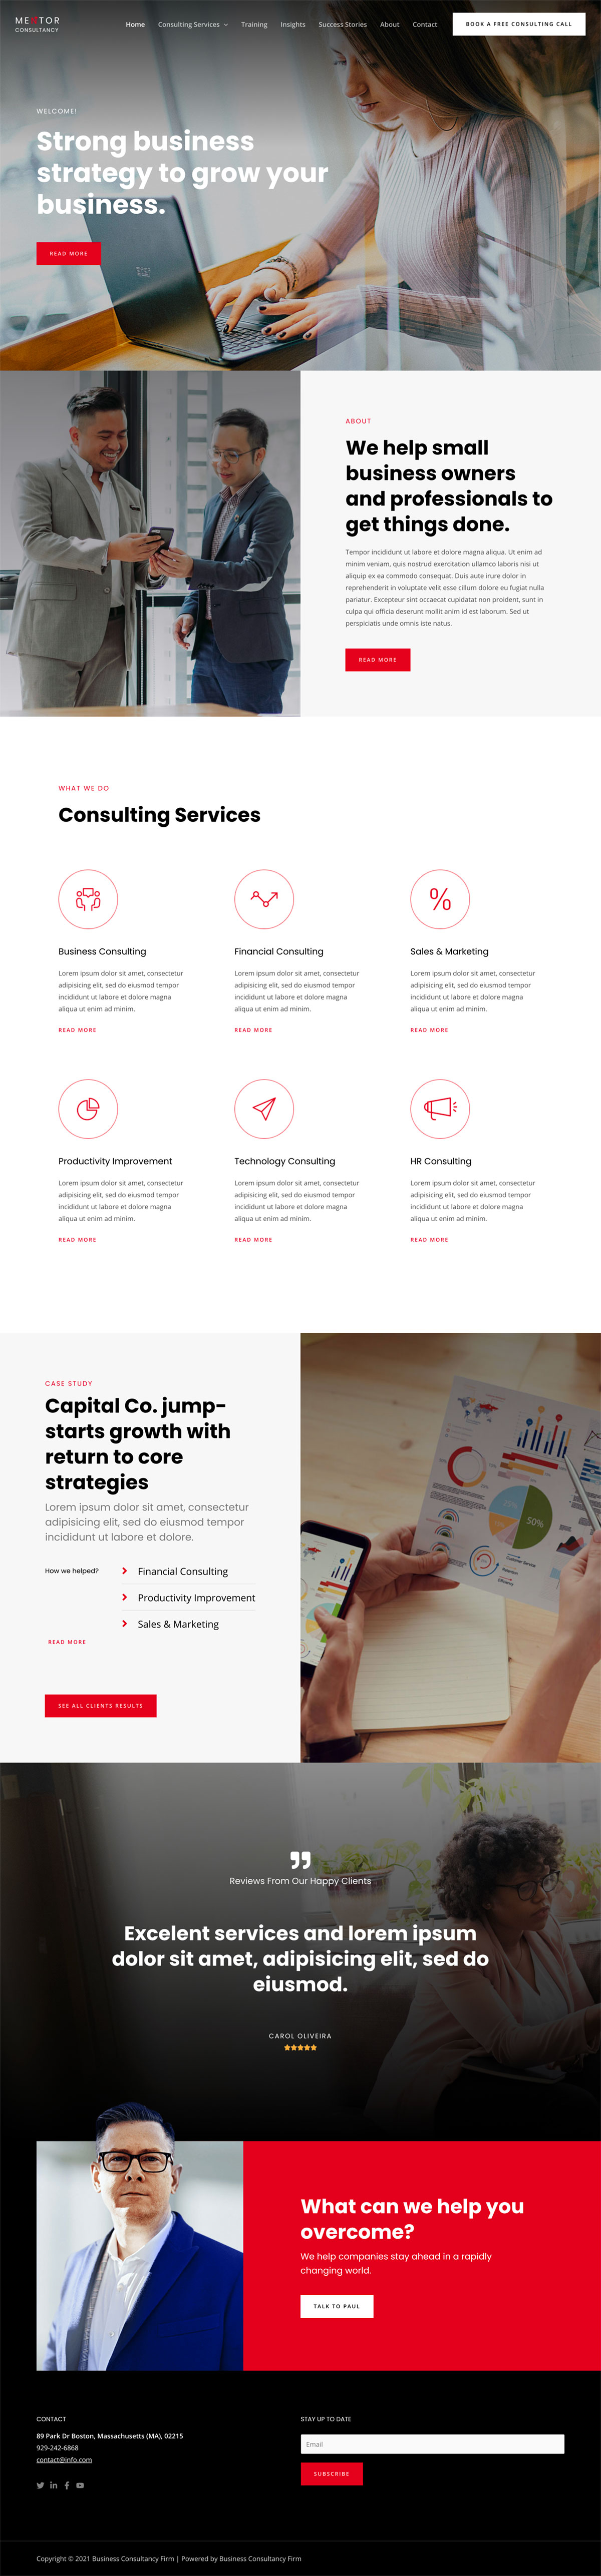 MENTOR
CONSULTANCY
Home Consulting Services Training Insights Success Stories About Contact BOOK A FREE CONSULTING CALL
WELCOME!
Strong business
strategy to grow your
business.
READ MORE
ABOUT
We help small
business owners
and professionals to
get things done.
Tempor incididunt ut labore et dolore magna aliqua. Ut enim ad
minim veniam, quis nostrud exercitation ullamco laboris nisi ut
aliquip ex ea commodo consequat. Duis aute irure dolor in
reprehenderit in voluptate velit esse cillum dolore eu fugiat nulla
pariatur. Excepteur sint occaecat cupidatat non proident, sunt in
culpa qui officia deserunt mollit anim id est laborum. Sed ut
perspiciatis unde omnis iste natus.
READ MORE
WHAT WE DO
Consulting Services
Business Consulting
Lorem ipsum dolor sit amet, consectetur
adipisicing elit, sed do eiusmod tempor
incididunt ut labore et dolore magna
aliqua ut enim ad minim.
READ MORE
Financial Consulting
Lorem ipsum dolor sit amet, consectetur
adipisicing elit, sed do eiusmod tempor
incididunt ut labore et dolore magna
aliqua ut enim ad minim.
READ MORE
%
Sales & Marketing
Lorem ipsum dolor sit amet, consectetur
adipisicing elit, sed do eiusmod tempor
incididunt ut labore et dolore magna
aliqua ut enim ad minim.
READ MORE
Productivity Improvement
Lorem ipsum dolor sit amet, consectetur
adipisicing elit, sed do eiusmod tempor
incididunt ut labore et dolore magna
aliqua ut enim ad minim.
READ MORE
Technology Consulting
Lorem ipsum dolor sit amet, consectetur
adipisicing elit, sed do eiusmod tempor
incididunt ut labore et dolore magna
aliqua ut enim ad minim.
READ MORE
HR Consulting
Lorem ipsum dolor sit amet, consectetur
adipisicing elit, sed do eiusmod tempor
incididunt ut labore et dolore magna
aliqua ut enim ad minim.
READ MORE
CASE STUDY
Capital Co. jump-
starts growth with
return to core
strategies
Lorem ipsum dolor sit amet, consectetur
adipisicing elit, sed do eiusmod tempor
incididunt ut labore et dolore.
How we helped?
Financial Consulting
Productivity Improvement
Sales & Marketing
READ MORE
SEE ALL CLIENTS RESULTS
50%
Reviews From Our Happy Clients
Excelent services and lorem ipsum
dolor sit amet, adipisicing elit, sed do
eiusmod.
CAROL OLIVEIRA
What can we help you
overcome?
We help companies stay ahead in a rapidly
changing world.
TALK TO PAUL
CONTACT
89 Park Dr Boston, Massachusetts (MA), 02215
929-242-6868
contact@info.com
STAY UP TO DATE
Email
SUBSCRIBE
Copyright © 2021 Business Consultancy Firm | Powered by Business Consultancy Firm